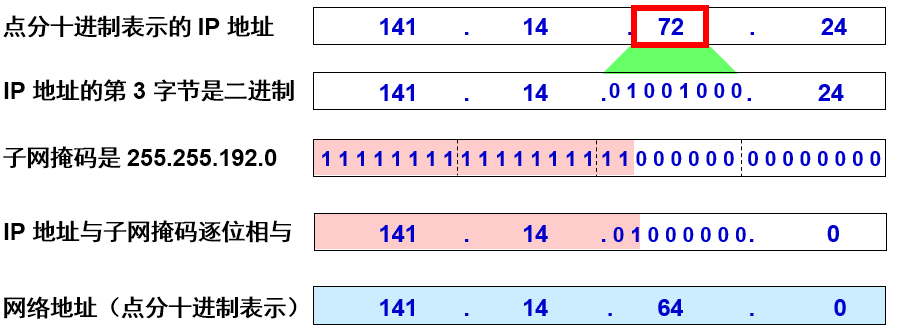 点分十进制表示的 IP 地址 141 . 14 . 72 . 24
IP 地址的第 3 字节是二进制 141 . 14 .01001000. 24
子网掩码是 255.255.192.0 11111111 11111111 11000000 00000000
IP 地址与子网掩码逐位相与 141 . 14 .01000000. 0
网络地址（点分十进制表示） 141 . 14 . 64 . 0